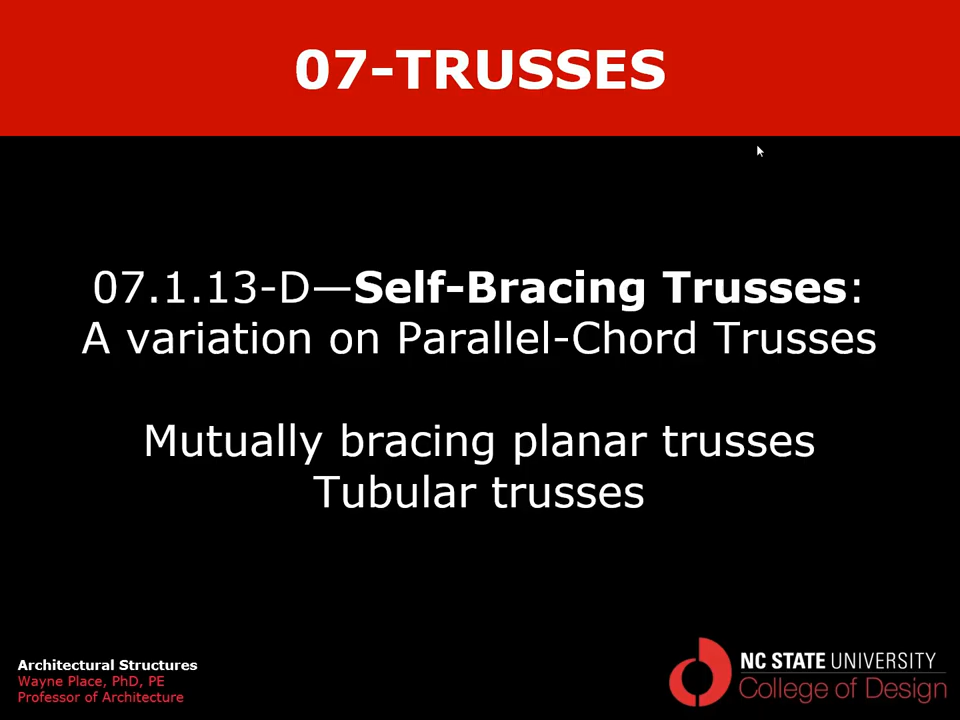 07-TRUSSES
07.1.13-D—Self-Bracing Trusses:
A variation on Parallel-Chord Trusses
Mutually bracing planar trusses
Tubular trusses
Architectural Structures
Wayne Place, PhD, PE
Professor of Architecture
NC STATE UNIVERSITY
College of Design